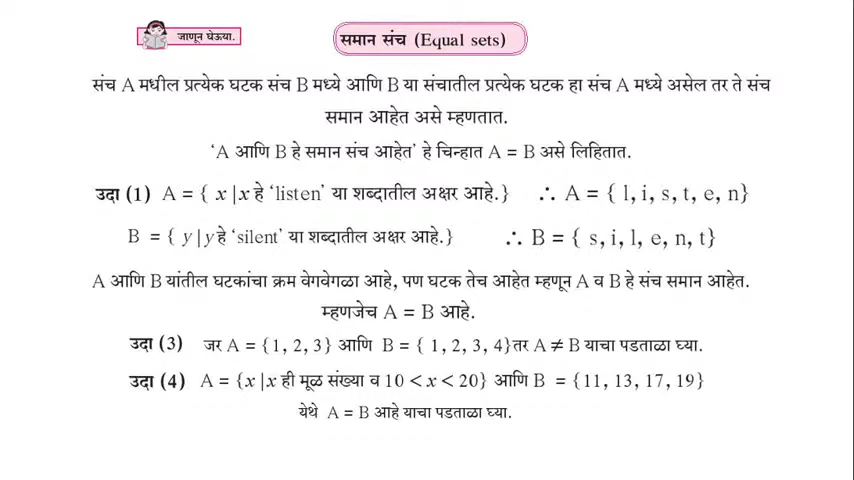 जाणून घेऊया.
समान संच (Equal sets)
संच A मधील प्रत्येक घटक संच B मध्ये आणि B या संचातील प्रत्येक घटक हा संच A मध्ये असेल तर ते संच
समान आहेत असे म्हणतात.
‘A आणि B हे समान संच आहेत’ हे चिन्हात A = B असे लिहितात.
उदा (1) A = { x |x हे ‘listen’ या शब्दातील अक्षर आहे.} ∴ A = { l, i, s, t, e, n}
B = { y | y हे ‘silent’ या शब्दातील अक्षर आहे.} ∴ B = { s, i, l, e, n, t}
A आणि B यांतील घटकांचा क्रम वेगवेगळा आहे, पण घटक तेच आहेत म्हणून A व B हे संच समान आहेत.
म्हणजेच A = B आहे.
उदा (3) जर A = {1, 2, 3} आणि B = { 1, 2, 3, 4}तर A ≠ B याचा पडताळा घ्या.
उदा (4) A = {x |x ही मूळ संख्या व 10 < x < 20} आणि B = {11, 13, 17, 19}
येथे A = B आहे याचा पडताळा घ्या.